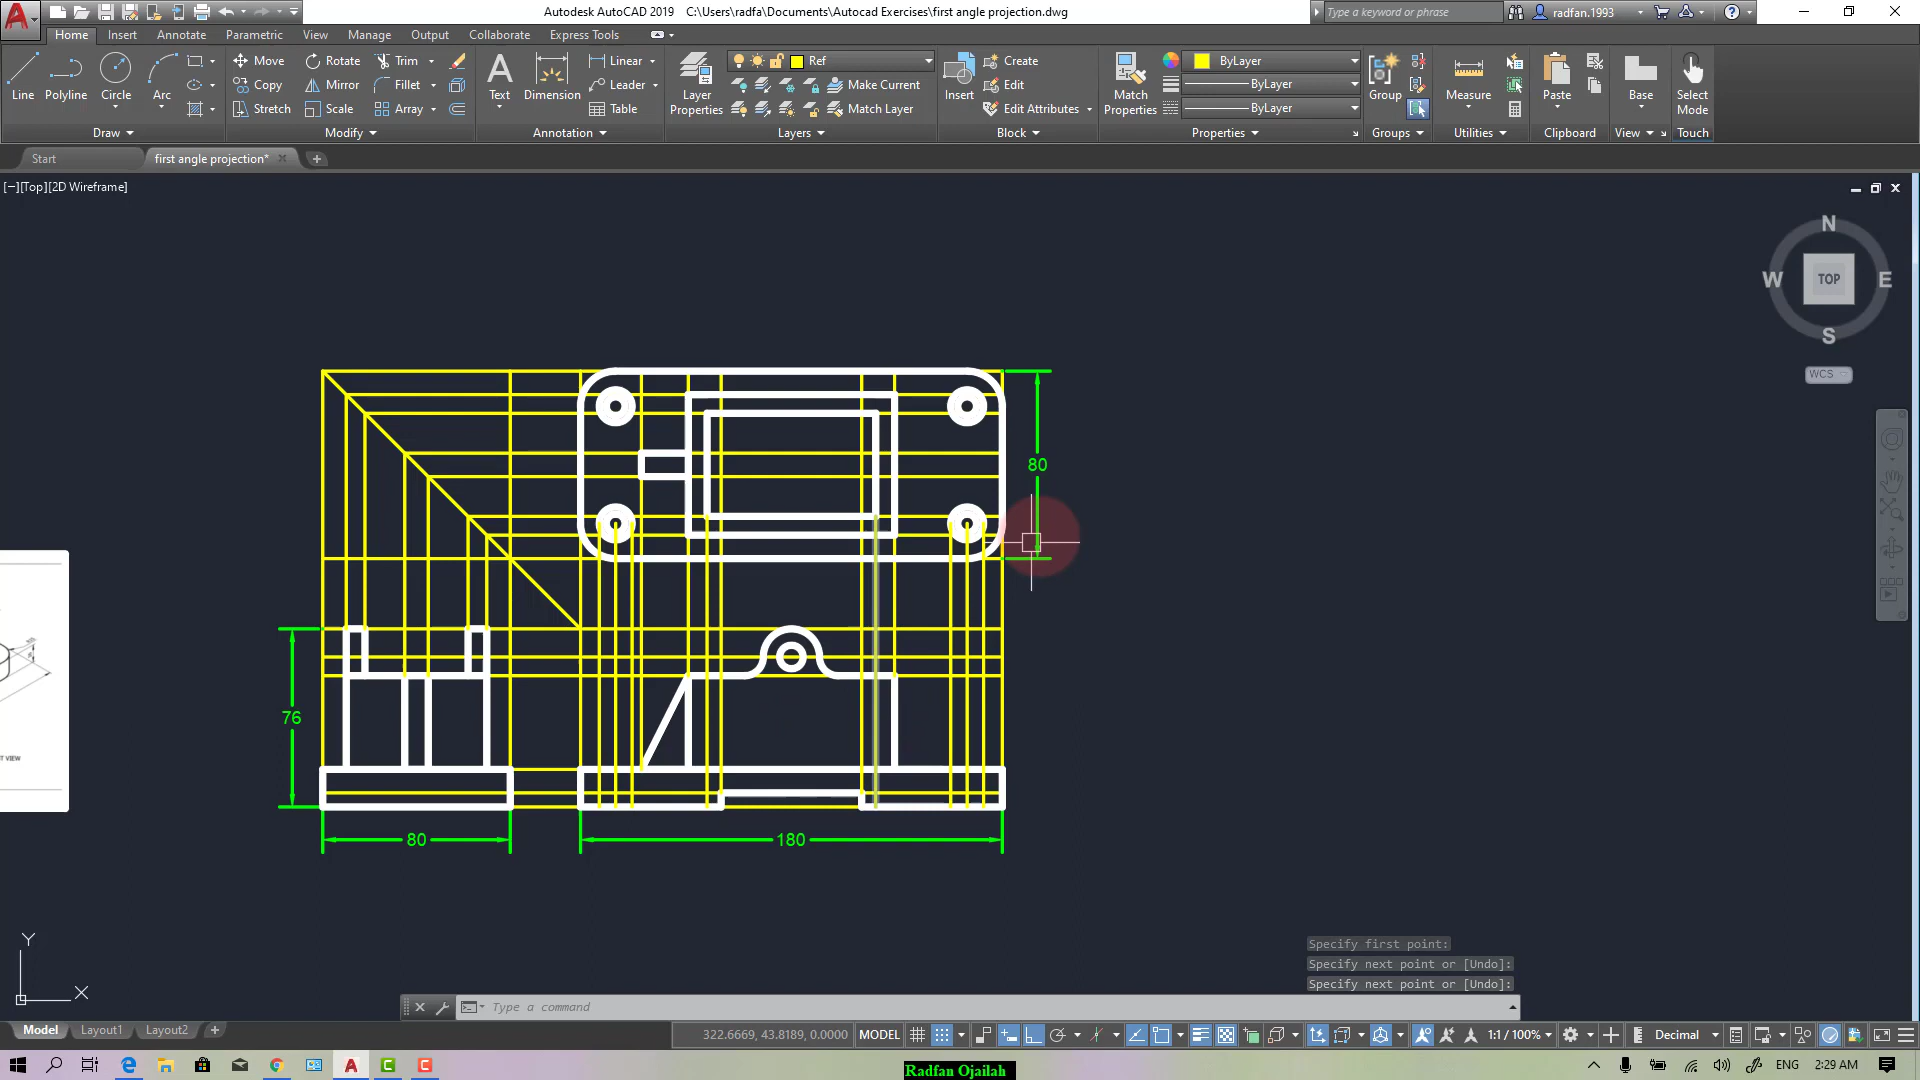 Autodesk AutoCAD 2019 C:\Users\radfa\Documents\Autocad Exercises\first angle projection.dwg
Type a keyword or phrase
radfan.1993
Home Insert Annotate Parametric View Manage Output Collaborate Express Tools
Line Polyline Circle Arc
Move Rotate Trim
Copy Mirror Fillet
Stretch Scale Array
Text Dimension
Linear
Leader
Table
Layer Properties
Ref
Make Current
Match Layer
Insert
Create
Edit
Edit Attributes
Match Properties
ByLayer
ByLayer
ByLayer
Group
Measure
Paste
Base
Select Mode
Draw Modify Annotation Layers Block Properties Groups Utilities Clipboard View Touch
Start first angle projection*
[−][Top][2D Wireframe]
N
W TOP E
S
WCS
80
76
80 180
T VIEW
Y
X
Specify first point:
Specify next point or [Undo]:
Specify next point or [Undo]:
Type a command
Model Layout1 Layout2
322.6669, 43.8189, 0.0000 MODEL 1:1 / 100% Decimal
ENG 2:29 AM
Radfan Ojailah